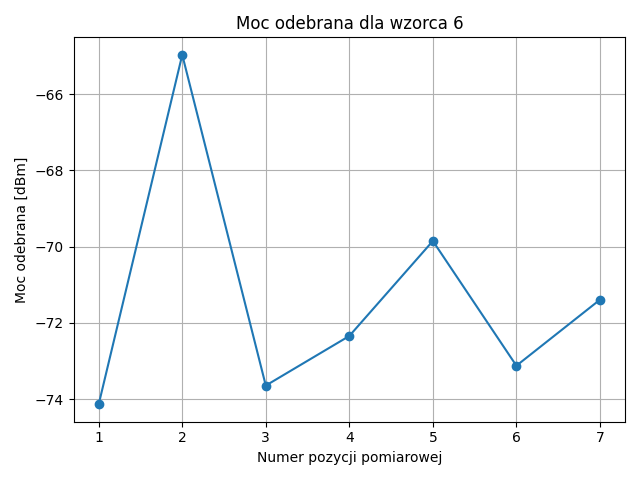 Moc odebrana dla wzorca 6
Moc odebrana [dBm]
−66
−68
−70
−72
−74
1 2 3 4 5 6 7
Numer pozycji pomiarowej